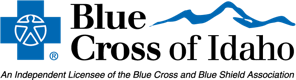 Blue
Cross of Idaho
®
An Independent Licensee of the Blue Cross and Blue Shield Association